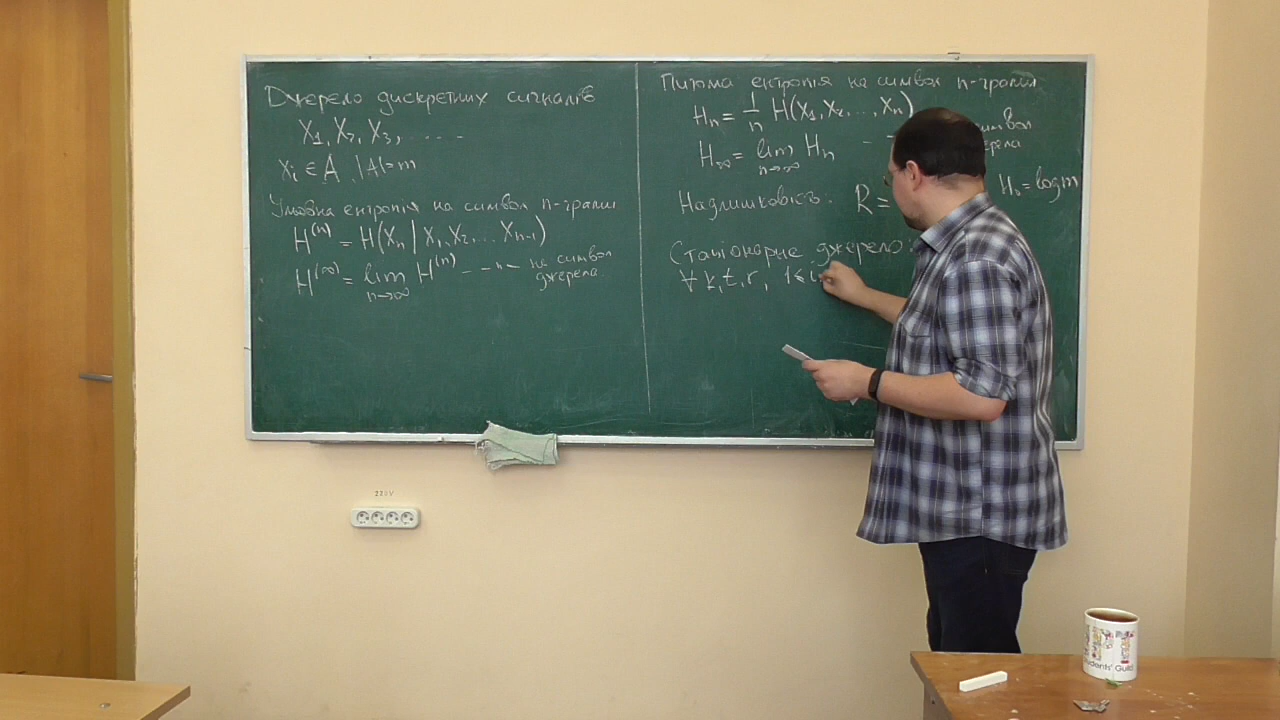 Джерело дискретних сигналів
X₁, X₂, X₃, ....
xᵢ ∈ A, |A|=m
Умовна ентропія на символ n-грами
H⁽ⁿ⁾ = H(Xₙ | X₁, X₂, ... Xₙ₋₁)
H⁽∞⁾ = lim H⁽ⁿ⁾ - - " - на символ
n→∞ джерела
Питома ентропія на символ n-грами
Hₙ = 1/n H(X₁, X₂, ..., Xₙ)
H∞ = lim Hₙ - символ
n→∞
Надлишковість: R = H₀ = log m
Стаціонарне джерело:
∀ k, t, r, 1≤ i
220V